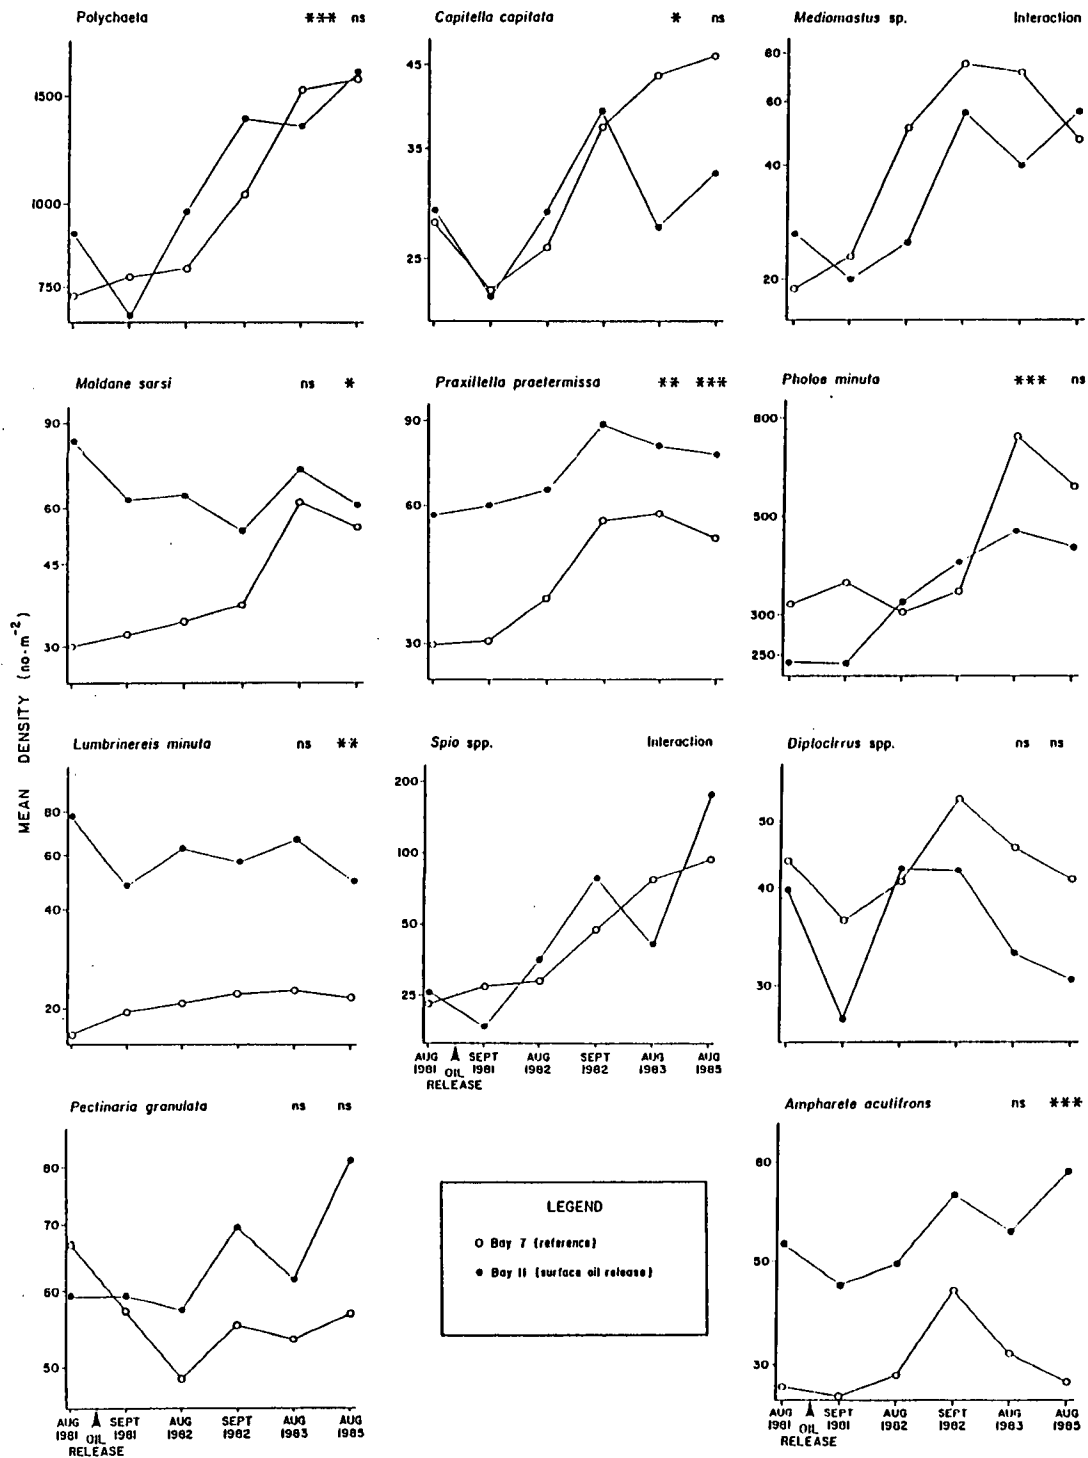 Polychaeta *** ns
1500
1000
750
Capitella capitata * ns
45
35
25
Mediomastus sp. Interaction
80
60
40
20
Maldane sarsi ns *
90
60
45
30
Praxillella praetermissa ** ***
90
60
30
Pholoe minuta *** ns
800
500
300
250
MEAN DENSITY (no·m⁻²)
Lumbrinereis minuta ns **
80
60
40
20
Spio spp. Interaction
200
100
50
25
AUG 1981
OIL RELEASE
SEPT 1981
AUG 1982
SEPT 1982
AUG 1983
AUG 1985
Diplocirrus spp. ns ns
50
40
30
Pectinaria granulata ns ns
80
70
60
50
AUG 1981
OIL RELEASE
SEPT 1981
AUG 1982
SEPT 1982
AUG 1983
AUG 1985
LEGEND
Bay 7 (reference)
Bay 11 (surface oil release)
Ampharete acutifrons ns ***
50
30
AUG 1981
OIL RELEASE
SEPT 1981
AUG 1982
SEPT 1982
AUG 1983
AUG 1985